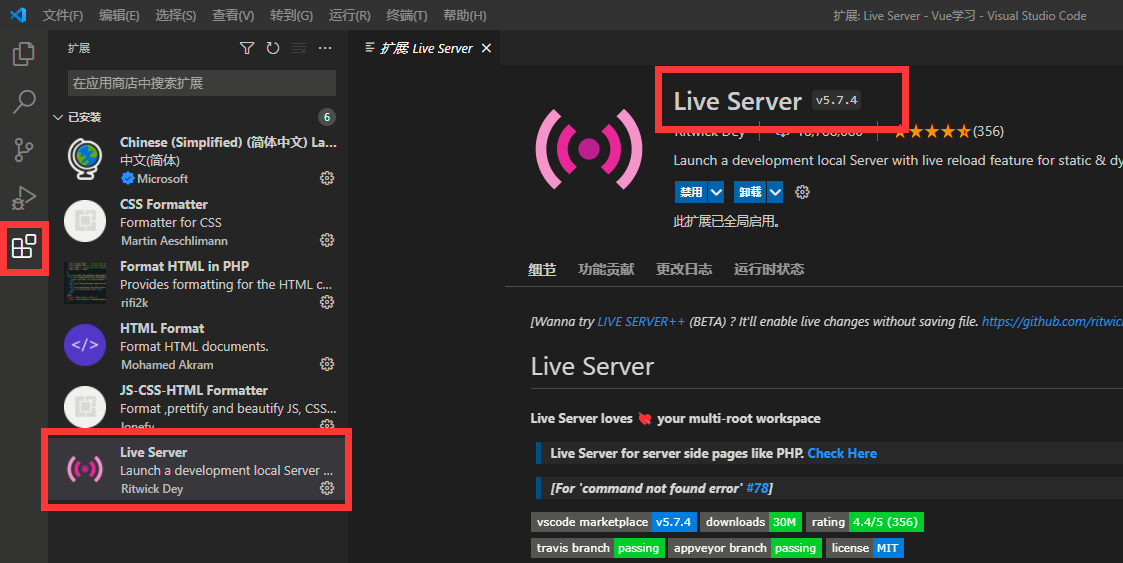 文件(F) 编辑(E) 选择(S) 查看(V) 转到(G) 运行(R) 终端(T) 帮助(H) 扩展: Live Server - Vue学习 - Visual Studio Code
扩展
在应用商店中搜索扩展
已安装 6
Chinese (Simplified) (简体中文) La...
中文(简体)
Microsoft
CSS Formatter
Formatter for CSS
Martin Aeschlimann
Format HTML in PHP
Provides formatting for the HTML c...
rifi2k
HTML Format
Format HTML documents.
Mohamed Akram
JS-CSS-HTML Formatter
Format ,prettify and beautify JS, CSS...
Lonefy
Live Server
Launch a development local Server ...
Ritwick Dey
扩展: Live Server
Live Server v5.7.4
Ritwick Dey (356)
Launch a development local Server with live reload feature for static & dy
禁用 卸载
此扩展已全局启用。
细节 功能贡献 更改日志 运行时状态
[Wanna try LIVE SERVER++ (BETA) ? It'll enable live changes without saving file. https://github.com/ritwic
Live Server
Live Server loves 💘 your multi-root workspace
Live Server for server side pages like PHP. Check Here
[For 'command not found error' #78]
vscode marketplace v5.7.4 downloads 30M rating 4.4/5 (356)
travis branch passing appveyor branch passing license MIT